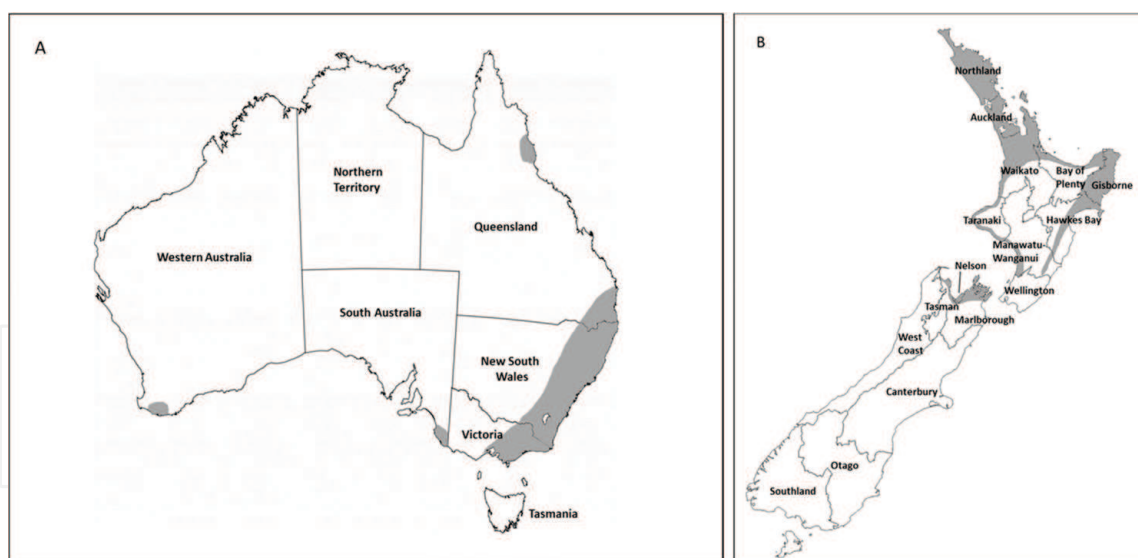 A
Northern
Territory
Queensland
Western Australia
South Australia
New South
Wales
Victoria
Tasmania
B
Northland
Auckland
Waikato
Bay of
Plenty
Gisborne
Taranaki
Hawkes Bay
Manawatu-
Wanganui
Nelson
Wellington
Tasman
Marlborough
West
Coast
Canterbury
Otago
Southland